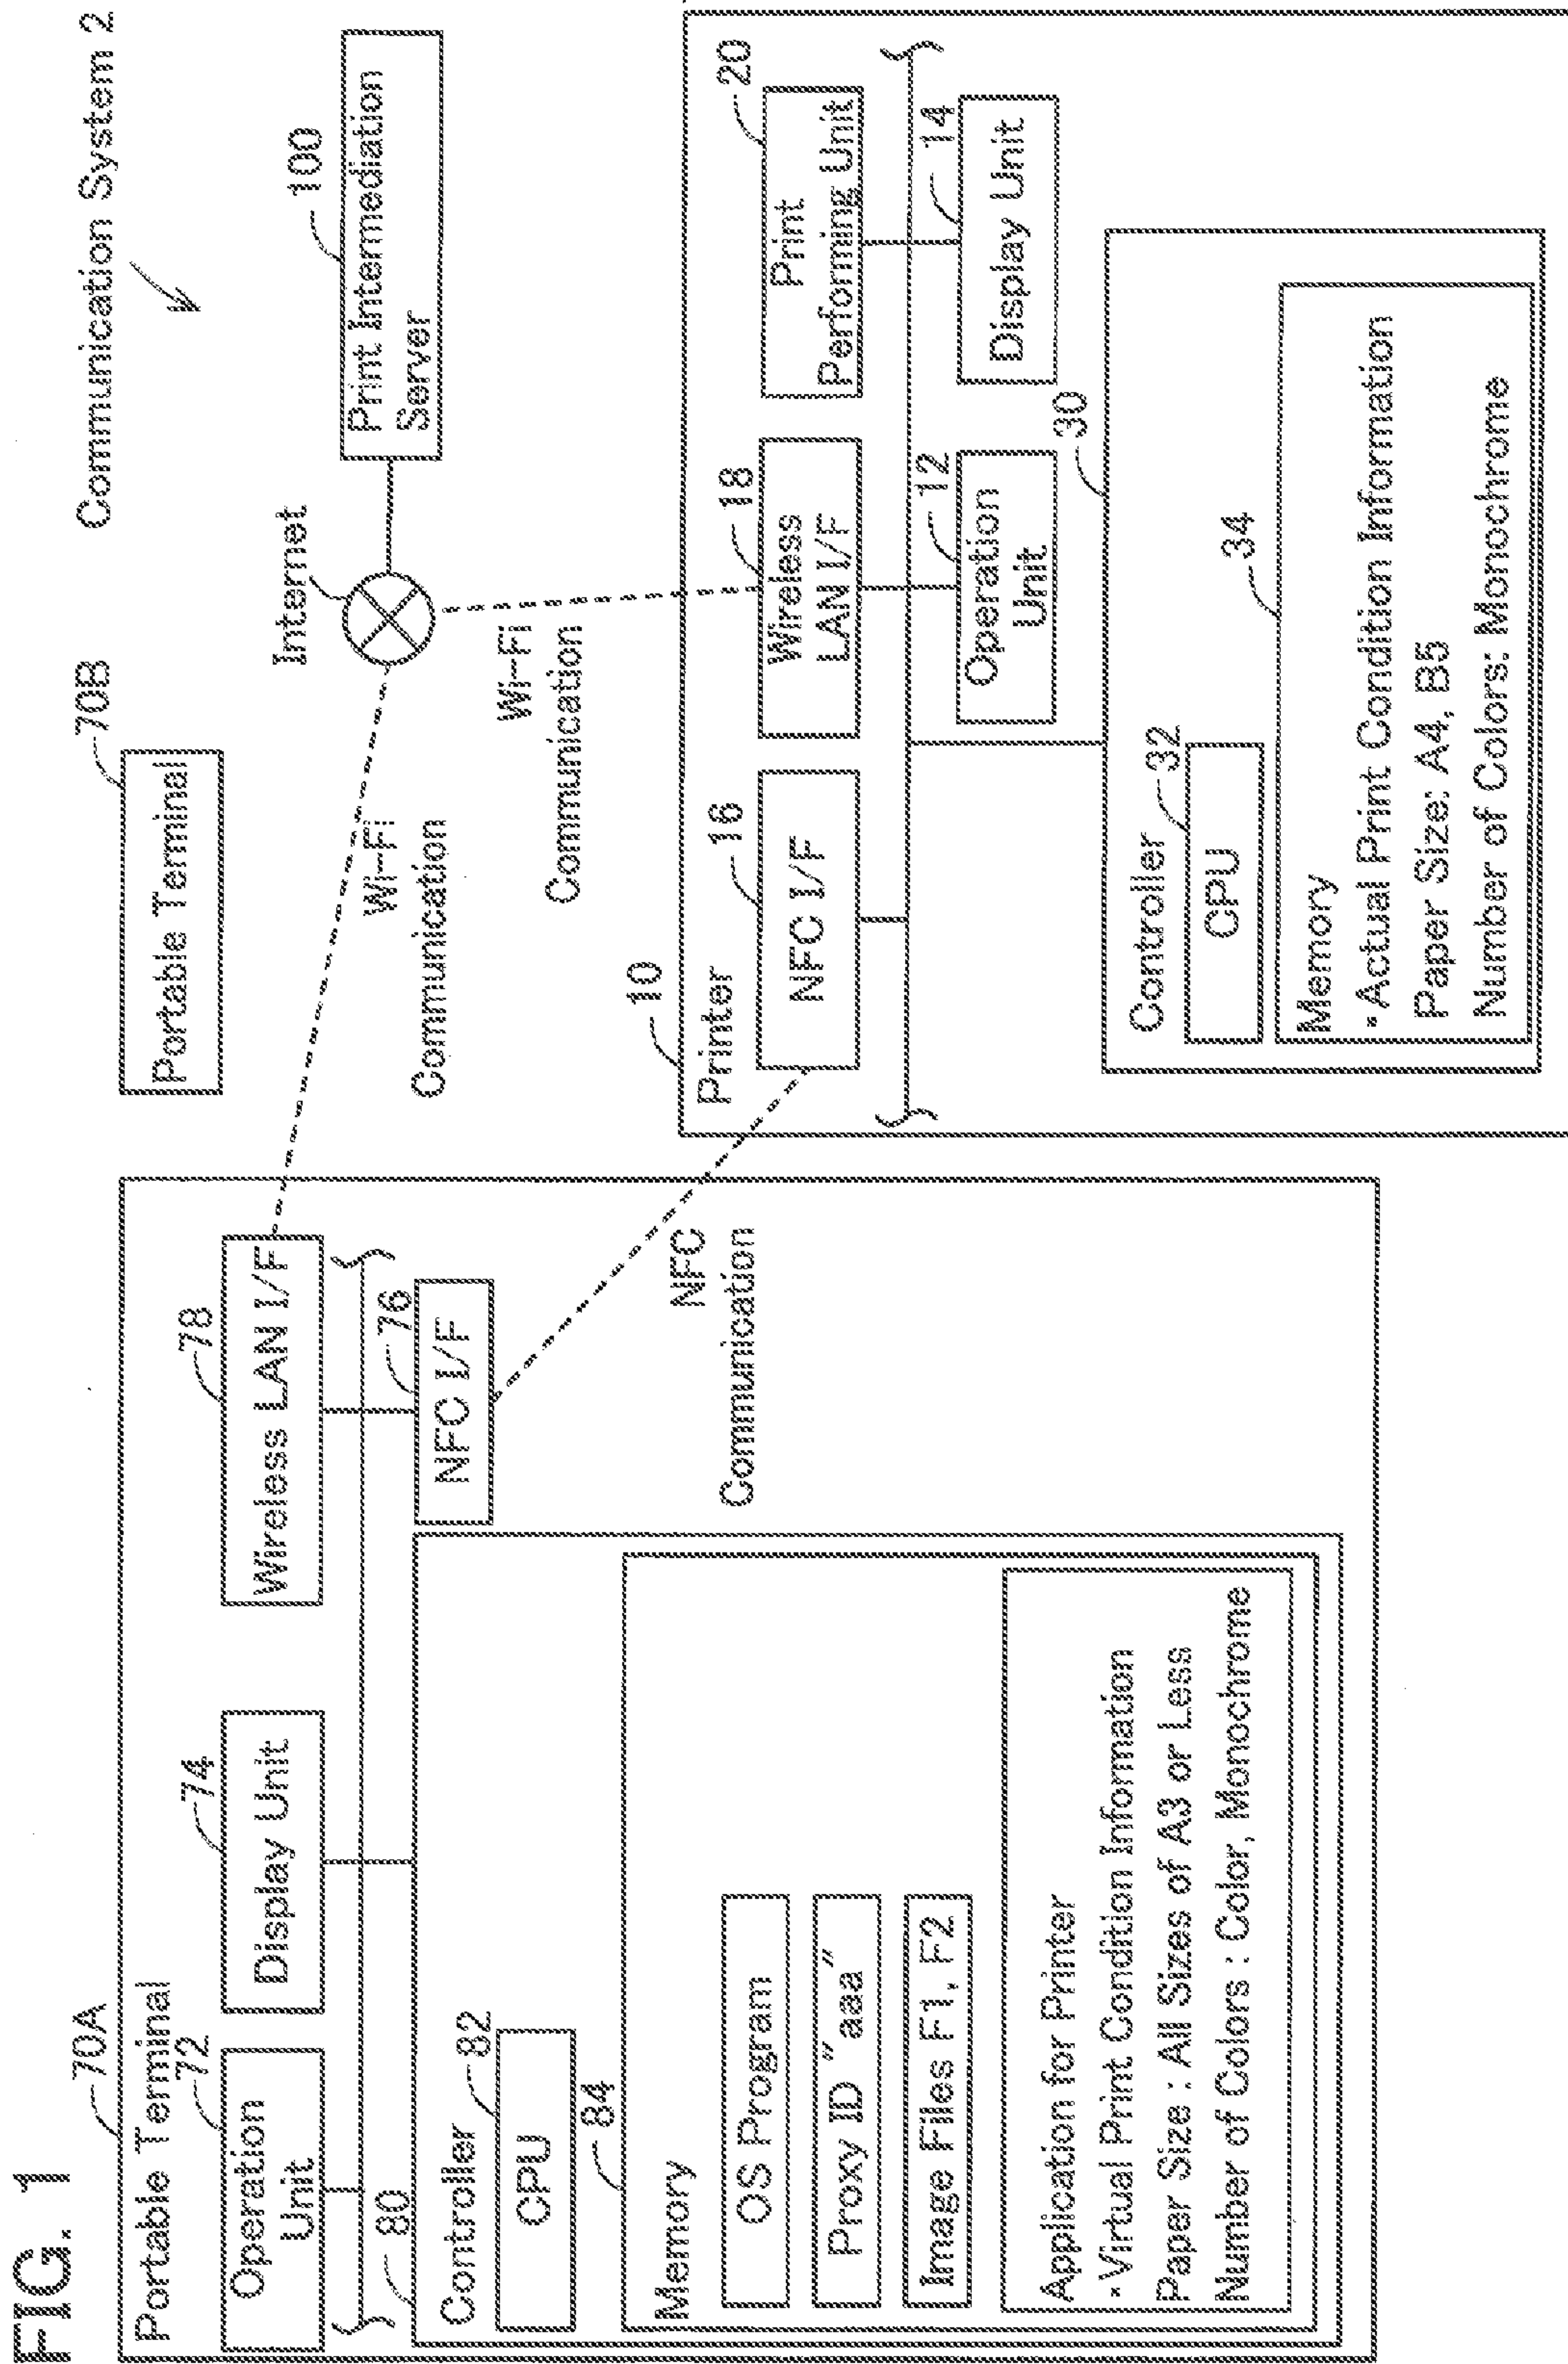 FIG. 1
Communication System 2
70A
Portable Terminal
72
Operation
Unit
74
Display Unit
78
Wireless LAN I/F
76
NFC I/F
80
Controller
82
CPU
84
Memory
OS Program
Proxy ID "aaa"
Image Files F1, F2
Application for Printer
・Virtual Print Condition Information
Paper Size : All Sizes of A3 or Less
Number of Colors : Color, Monochrome
NFC
Communication
70B
Portable Terminal
Wi-Fi
Communication
Internet
Wi-Fi
Communication
100
Print Intermediation
Server
10
Printer
16
NFC I/F
18
Wireless
LAN I/F
20
Print
Performing Unit
12
Operation
Unit
14
Display Unit
30
Controller
32
CPU
34
Memory
・Actual Print Condition Information
Paper Size: A4, B5
Number of Colors: Monochrome